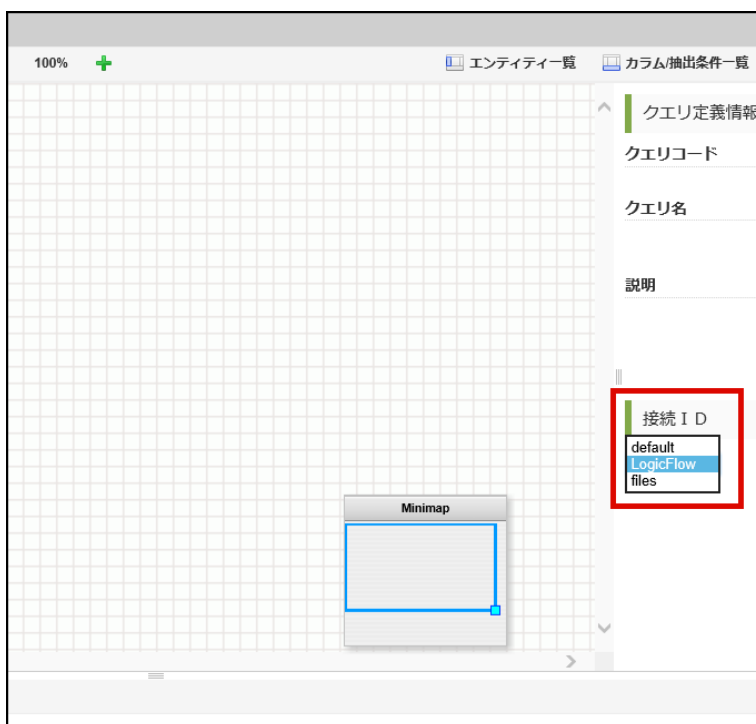 100%
エンティティ一覧
カラム/抽出条件一覧
クエリ定義情報
クエリコード
クエリ名
説明
接続ＩＤ
default
LogicFlow
files
Minimap